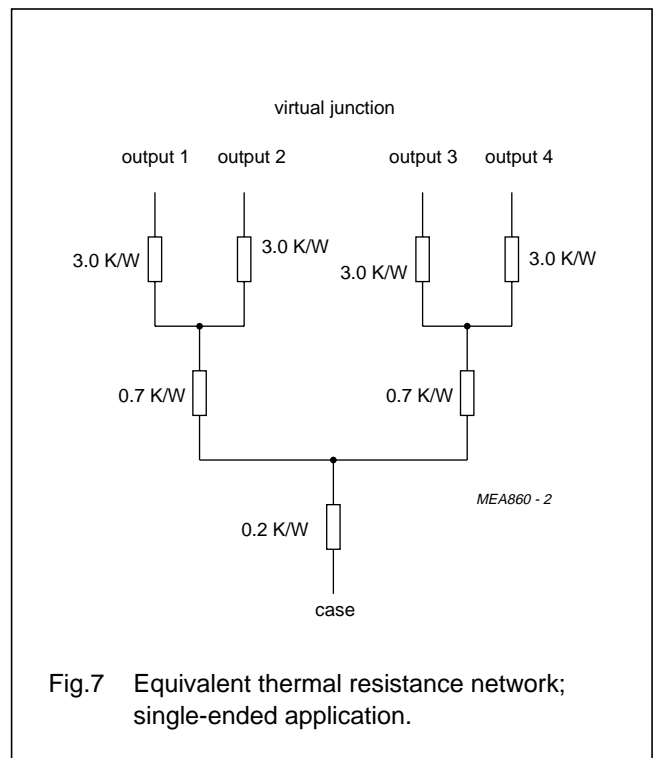 virtual junction
output 1 output 2 output 3 output 4
3.0 K/W 3.0 K/W 3.0 K/W 3.0 K/W
0.7 K/W 0.7 K/W
MEA860 - 2
0.2 K/W
case
Fig.7 Equivalent thermal resistance network;
single-ended application.